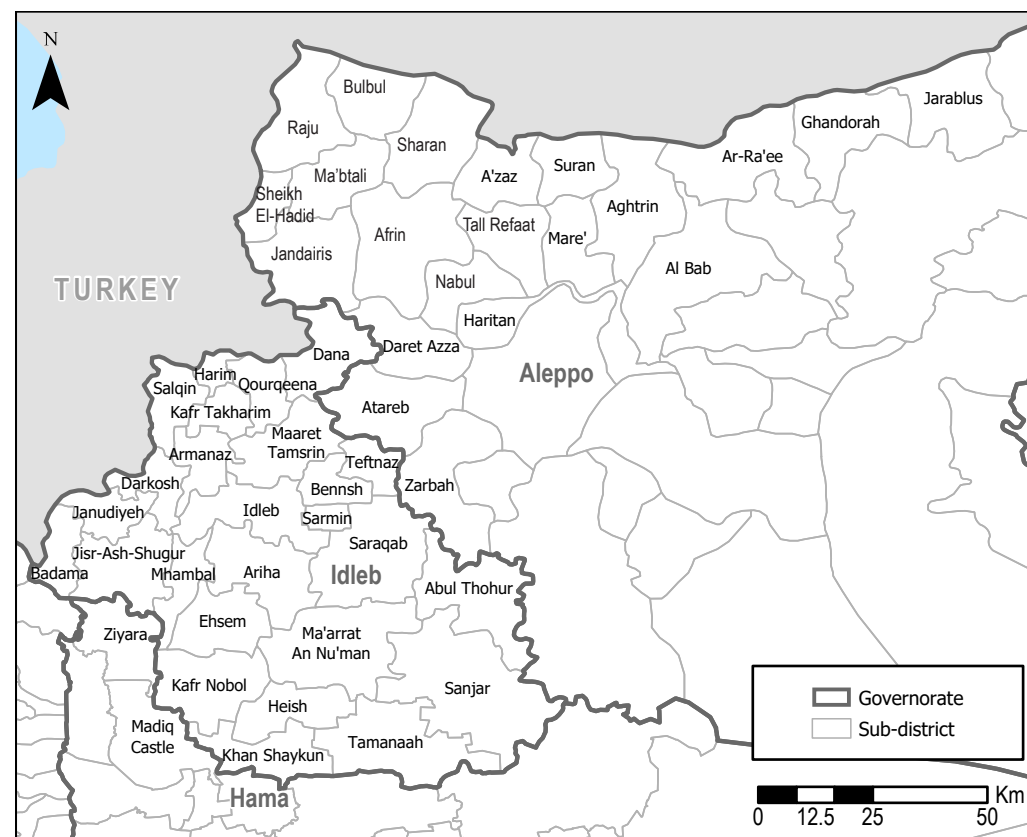 N
Bulbul
Jarablus
Ghandorah
Raju
Sharan
Ar-Ra'ee
Suran
A'zaz
Ma'btali
Sheikh
El-Hadid
Aghtrin
Tall Refaat
Afrin
Mare'
Jandairis
Al Bab
Nabul
TURKEY
Haritan
Daret Azza
Dana
Aleppo
Harim
Salqin
Qourqeena
Kafr Takharim
Atareb
Maaret
Tamsrin
Armanaz
Teftnaz
Darkosh
Bennsh
Zarbah
Janudiyeh
Idleb
Sarmin
Saraqab
Jisr-Ash-Shugur
Badama
Mhambal
Ariha
Idleb
Abul Thohur
Ehsem
Ziyara
Ma'arrat
An Nu'man
Kafr Nobol
Sanjar
Heish
Madiq
Castle
Tamanaah
Khan Shaykun
Hama
Governorate
Sub-district
Km
0 12.5 25 50